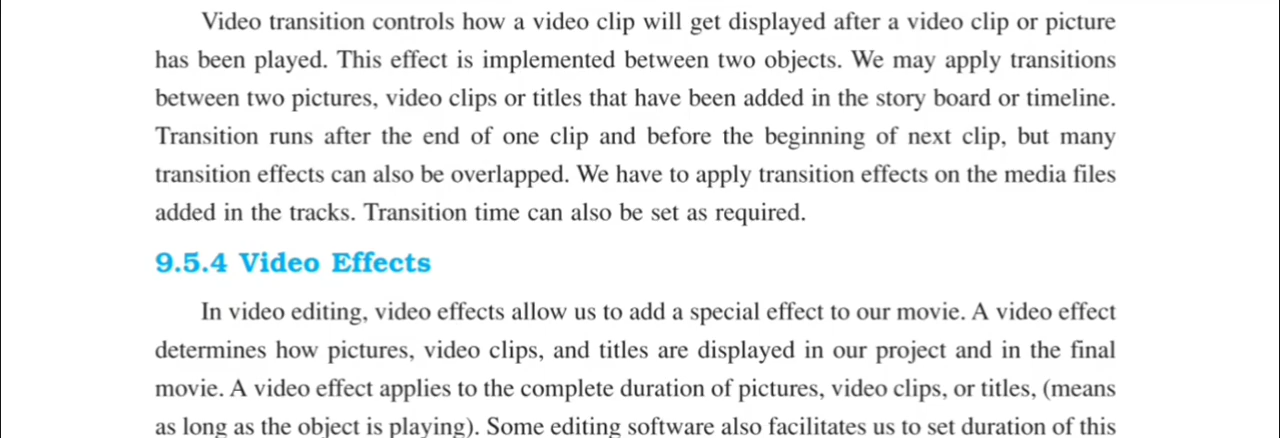 Video transition controls how a video clip will get displayed after a video clip or picture
has been played. This effect is implemented between two objects. We may apply transitions
between two pictures, video clips or titles that have been added in the story board or timeline.
Transition runs after the end of one clip and before the beginning of next clip, but many
transition effects can also be overlapped. We have to apply transition effects on the media files
added in the tracks. Transition time can also be set as required.
9.5.4 Video Effects
In video editing, video effects allow us to add a special effect to our movie. A video effect
determines how pictures, video clips, and titles are displayed in our project and in the final
movie. A video effect applies to the complete duration of pictures, video clips, or titles, (means
as long as the object is playing). Some editing software also facilitates us to set duration of this